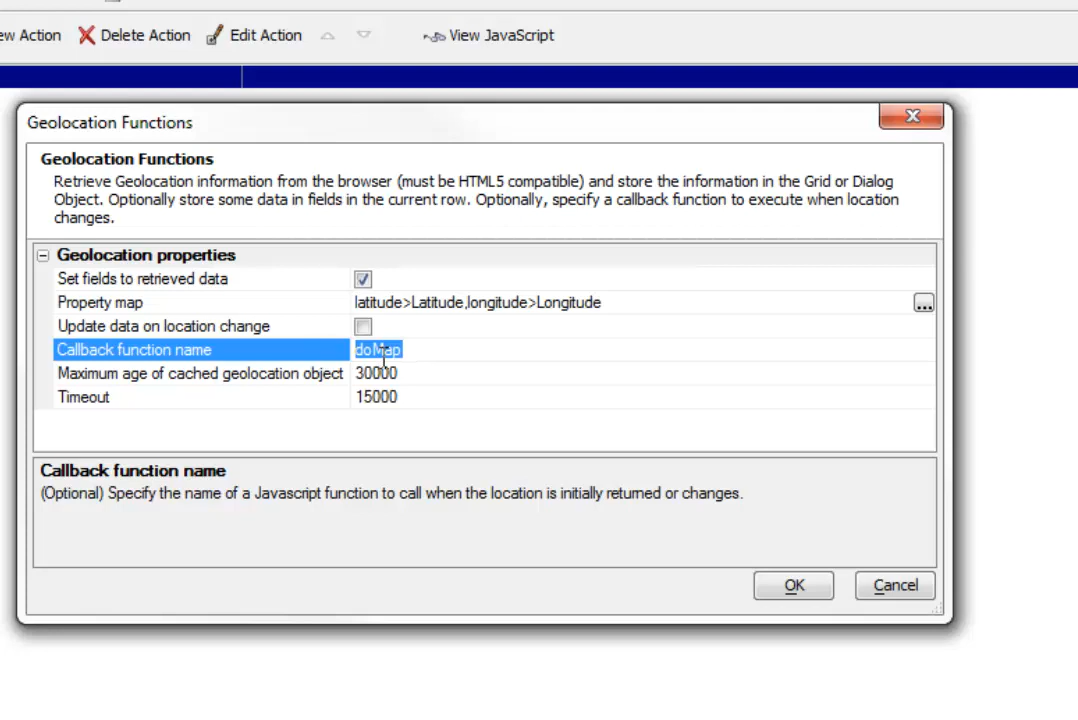 ew Action Delete Action Edit Action View JavaScript
Geolocation Functions
Geolocation Functions
Retrieve Geolocation information from the browser (must be HTML5 compatible) and store the information in the Grid or Dialog
Object. Optionally store some data in fields in the current row. Optionally, specify a callback function to execute when location
changes.
Geolocation properties
Set fields to retrieved data
Property map latitude>Latitude,longitude>Longitude ...
Update data on location change
Callback function name doMap
Maximum age of cached geolocation object 30000
Timeout 15000
Callback function name
(Optional) Specify the name of a Javascript function to call when the location is initially returned or changes.
OK Cancel